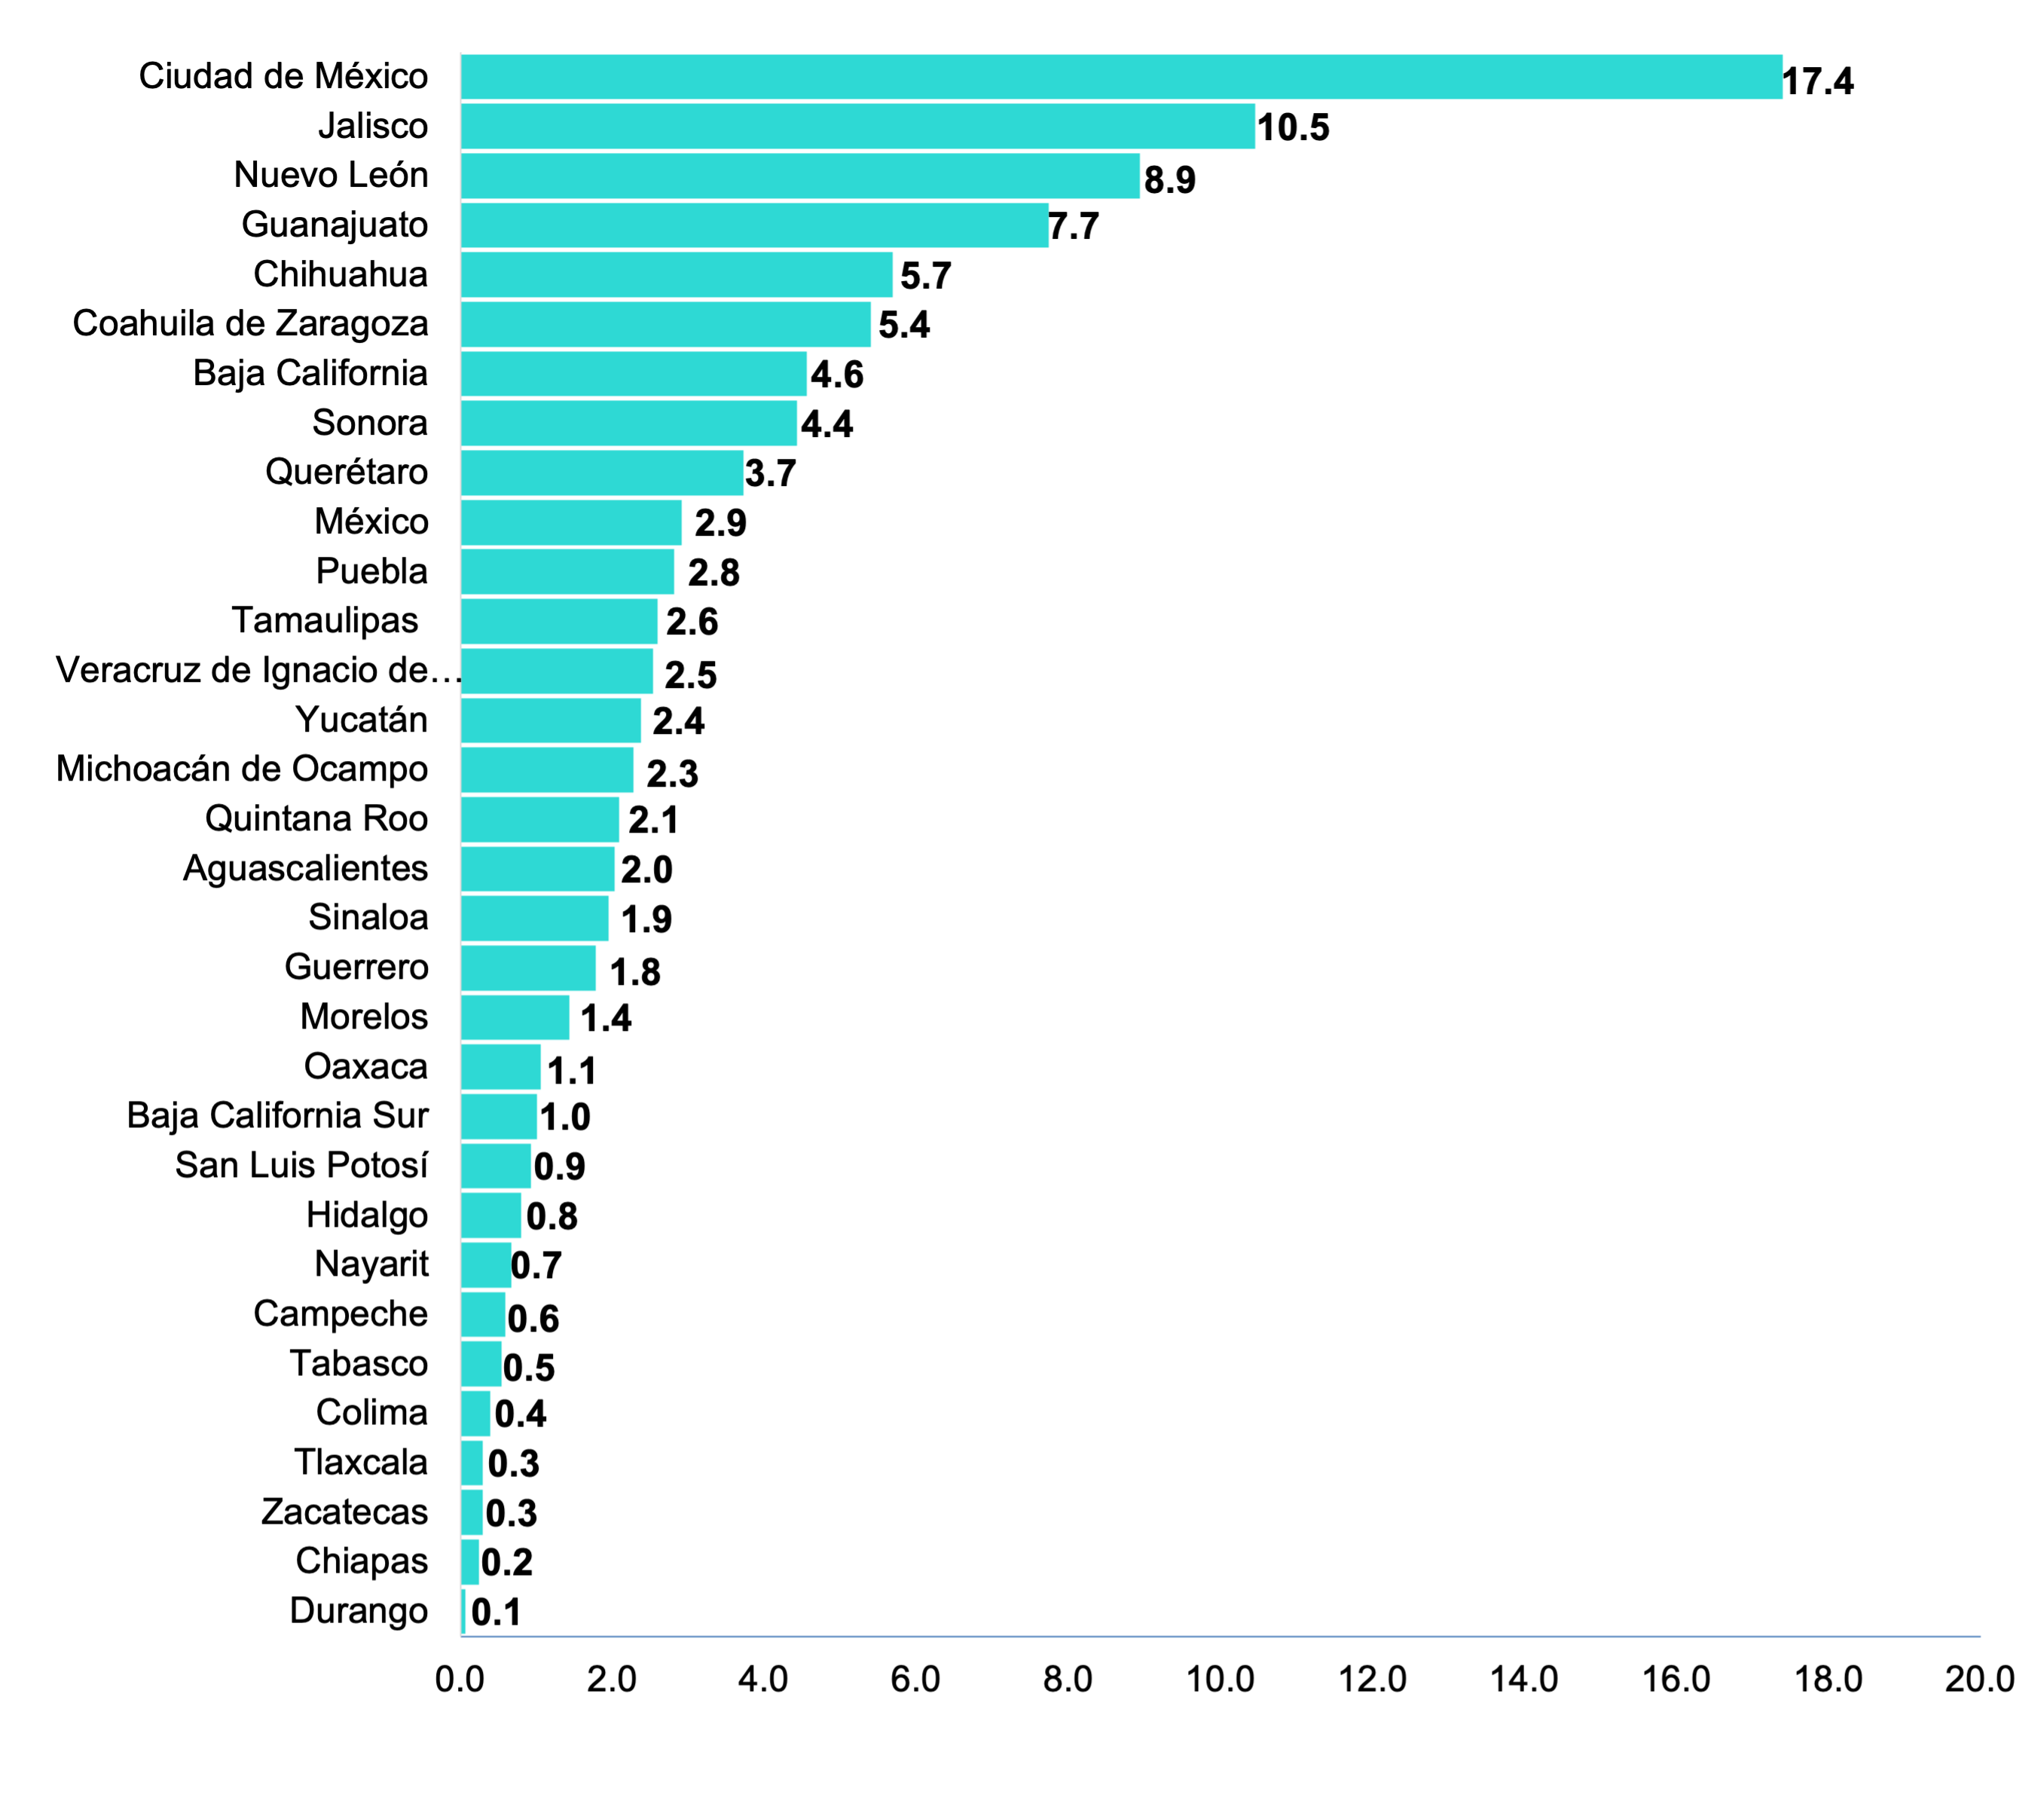 Ciudad de México 17.4
Jalisco 10.5
Nuevo León 8.9
Guanajuato 7.7
Chihuahua 5.7
Coahuila de Zaragoza 5.4
Baja California 4.6
Sonora 4.4
Querétaro 3.7
México 2.9
Puebla 2.8
Tamaulipas 2.6
Veracruz de Ignacio de… 2.5
Yucatán 2.4
Michoacán de Ocampo 2.3
Quintana Roo 2.1
Aguascalientes 2.0
Sinaloa 1.9
Guerrero 1.8
Morelos 1.4
Oaxaca 1.1
Baja California Sur 1.0
San Luis Potosí 0.9
Hidalgo 0.8
Nayarit 0.7
Campeche 0.6
Tabasco 0.5
Colima 0.4
Tlaxcala 0.3
Zacatecas 0.3
Chiapas 0.2
Durango 0.1
0.0 2.0 4.0 6.0 8.0 10.0 12.0 14.0 16.0 18.0 20.0